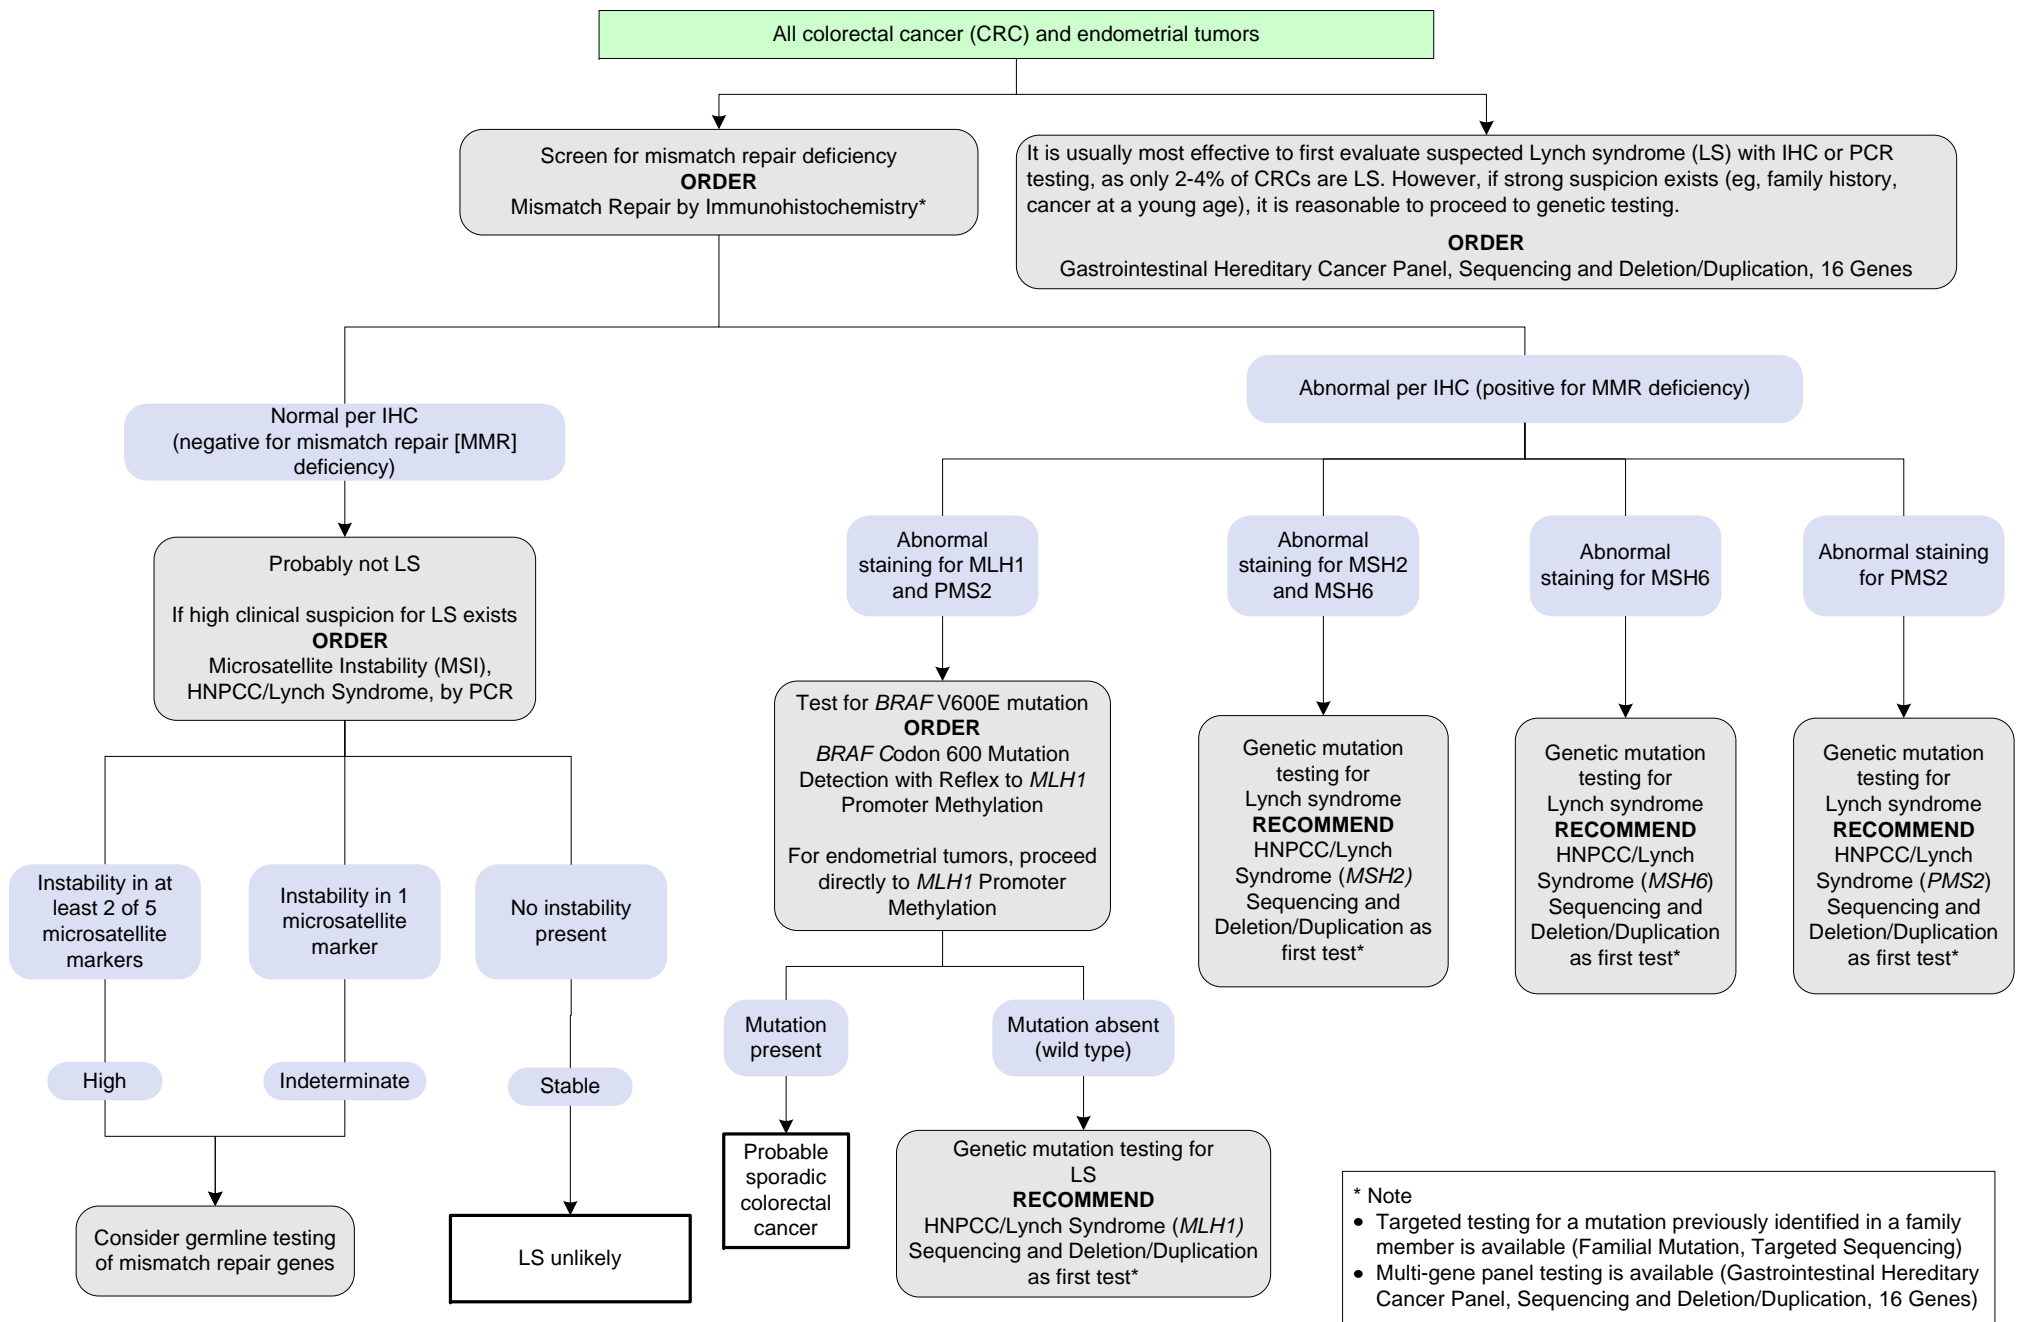 All colorectal cancer (CRC) and endometrial tumors
Screen for mismatch repair deficiency
ORDER
Mismatch Repair by Immunohistochemistry*
It is usually most effective to first evaluate suspected Lynch syndrome (LS) with IHC or PCR
testing, as only 2-4% of CRCs are LS. However, if strong suspicion exists (eg, family history,
cancer at a young age), it is reasonable to proceed to genetic testing.
ORDER
Gastrointestinal Hereditary Cancer Panel, Sequencing and Deletion/Duplication, 16 Genes
Normal per IHC
(negative for mismatch repair [MMR]
deficiency)
Abnormal per IHC (positive for MMR deficiency)
Probably not LS
If high clinical suspicion for LS exists
ORDER
Microsatellite Instability (MSI),
HNPCC/Lynch Syndrome, by PCR
Abnormal
staining for MLH1
and PMS2
Abnormal
staining for MSH2
and MSH6
Abnormal
staining for MSH6
Abnormal staining
for PMS2
Test for BRAF V600E mutation
ORDER
BRAF Codon 600 Mutation
Detection with Reflex to MLH1
Promoter Methylation
For endometrial tumors, proceed
directly to MLH1 Promoter
Methylation
Genetic mutation
testing for
Lynch syndrome
RECOMMEND
HNPCC/Lynch
Syndrome (MSH2)
Sequencing and
Deletion/Duplication as
first test*
Genetic mutation
testing for
Lynch syndrome
RECOMMEND
HNPCC/Lynch
Syndrome (MSH6)
Sequencing and
Deletion/Duplication
as first test*
Genetic mutation
testing for
Lynch syndrome
RECOMMEND
HNPCC/Lynch
Syndrome (PMS2)
Sequencing and
Deletion/Duplication
as first test*
Instability in at
least 2 of 5
microsatellite
markers
Instability in 1
microsatellite
marker
No instability
present
Mutation
present
Mutation absent
(wild type)
High
Indeterminate
Stable
Consider germline testing
of mismatch repair genes
LS unlikely
Probable
sporadic
colorectal
cancer
Genetic mutation testing for
LS
RECOMMEND
HNPCC/Lynch Syndrome (MLH1)
Sequencing and Deletion/Duplication
as first test*
* Note
• Targeted testing for a mutation previously identified in a family
member is available (Familial Mutation, Targeted Sequencing)
• Multi-gene panel testing is available (Gastrointestinal Hereditary
Cancer Panel, Sequencing and Deletion/Duplication, 16 Genes)